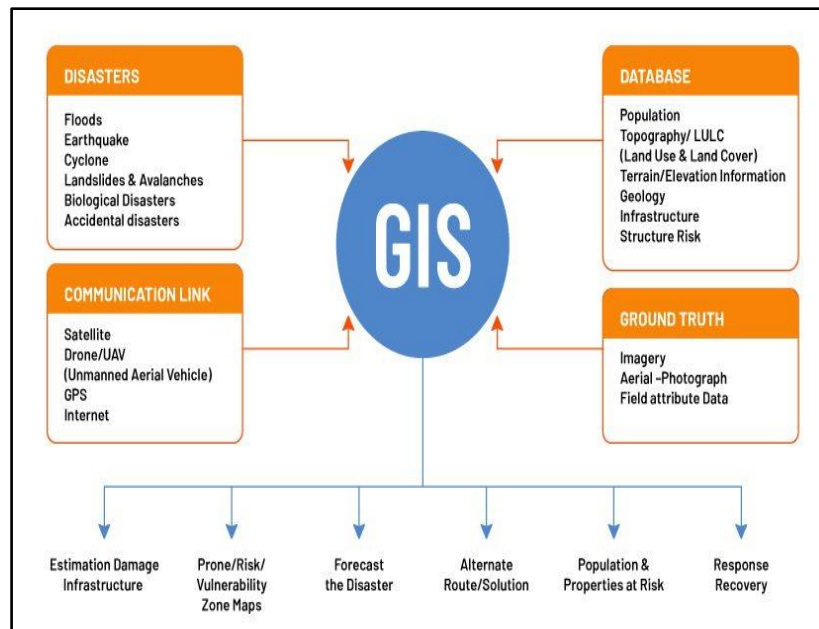 DISASTERS
Floods
Earthquake
Cyclone
Landslides & Avalanches
Biological Disasters
Accidental disasters
COMMUNICATION LINK
Satellite
Drone/UAV
(Unmanned Aerial Vehicle)
GPS
Internet
GIS
DATABASE
Population
Topography/ LULC
(Land Use & Land Cover)
Terrain/Elevation Information
Geology
Infrastructure
Structure Risk
GROUND TRUTH
Imagery
Aerial -Photograph
Field attribute Data
Estimation Damage
Infrastructure
Prone/Risk/
Vulnerability
Zone Maps
Forecast
the Disaster
Alternate
Route/Solution
Population &
Properties at Risk
Response
Recovery